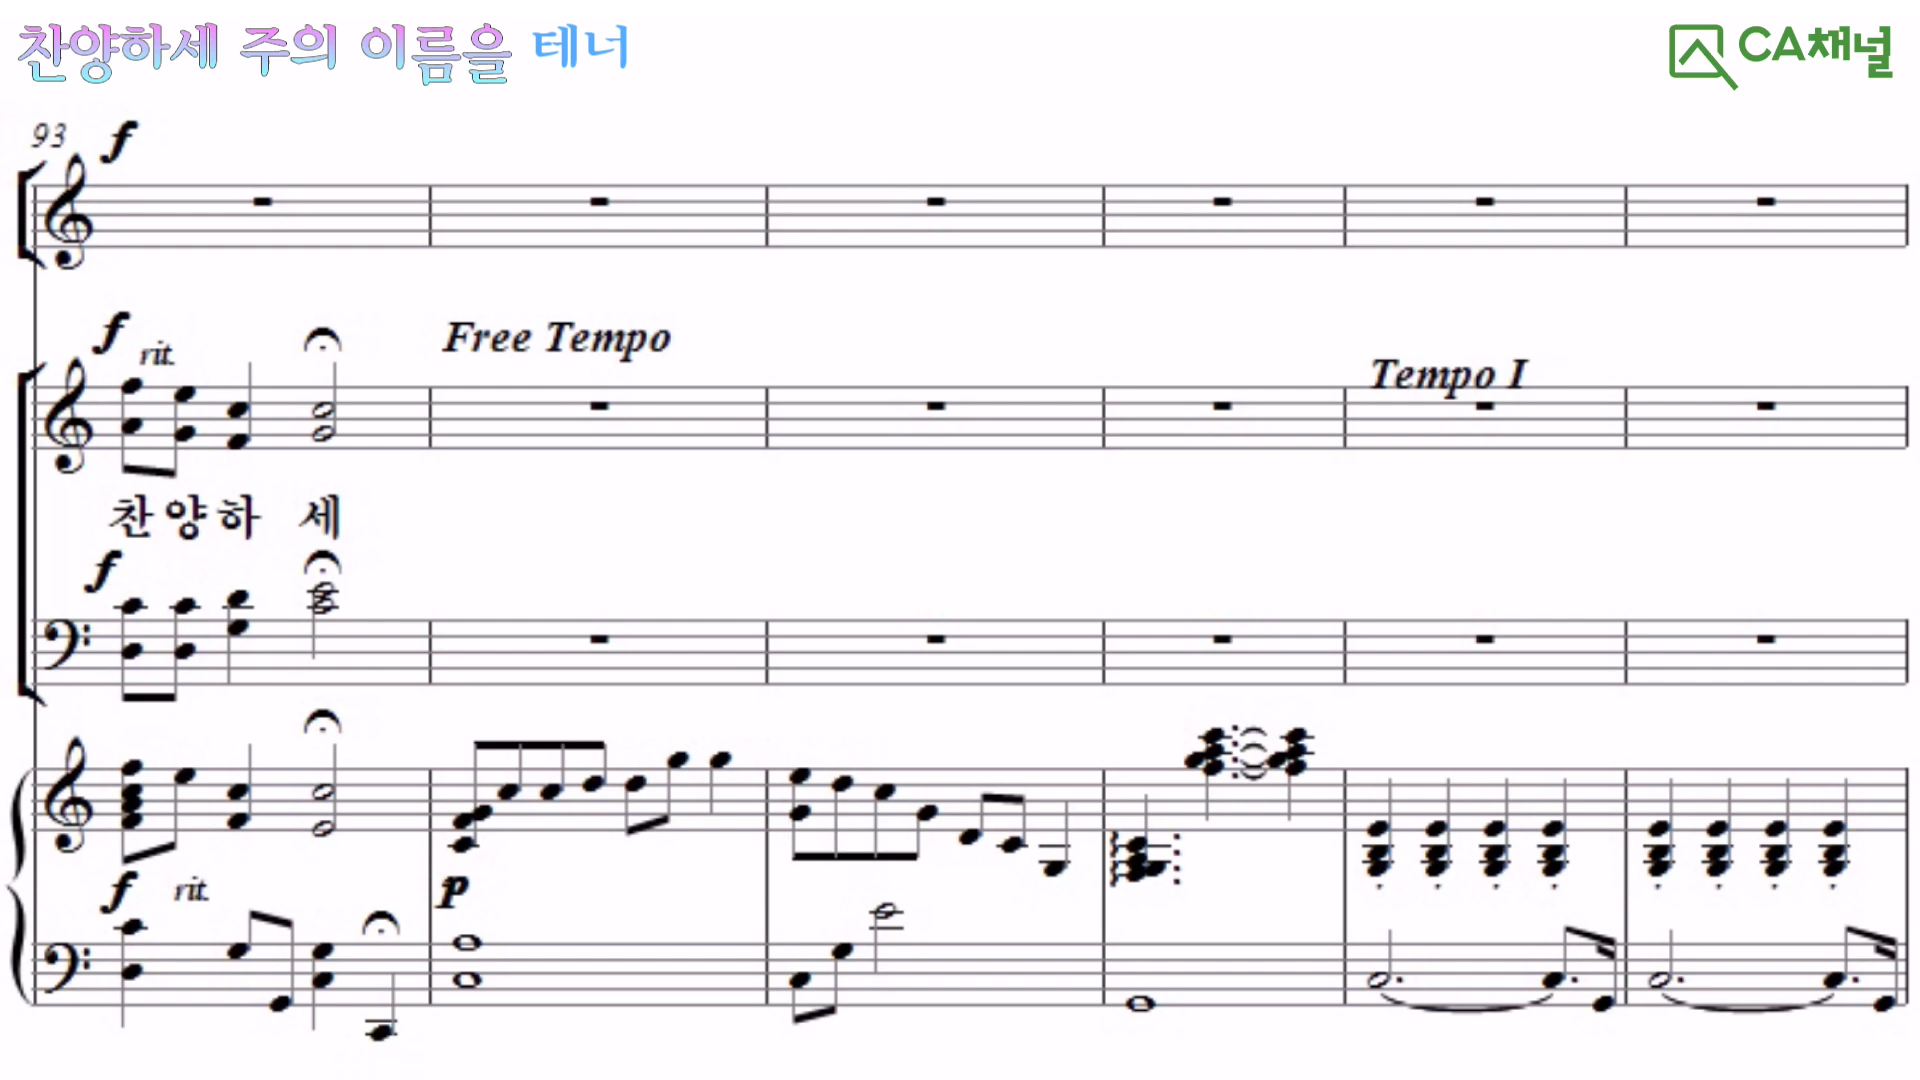 찬양하세 주의 이름을 테너
CA채널
93
f
f
rit.
Free Tempo
Tempo I
찬 양 하 세
f
f rit.
p